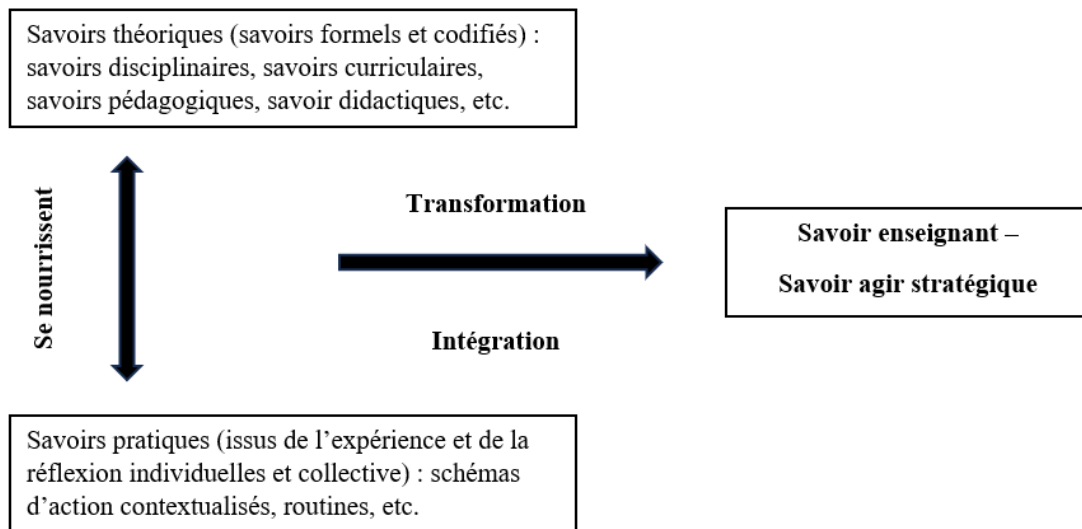 Savoirs théoriques (savoirs formels et codifiés) :
savoirs disciplinaires, savoirs curriculaires,
savoirs pédagogiques, savoir didactiques, etc.
Se nourrissent
Transformation
Intégration
Savoir enseignant –
Savoir agir stratégique
Savoirs pratiques (issus de l’expérience et de la
réflexion individuelles et collective) : schémas
d’action contextualisés, routines, etc.